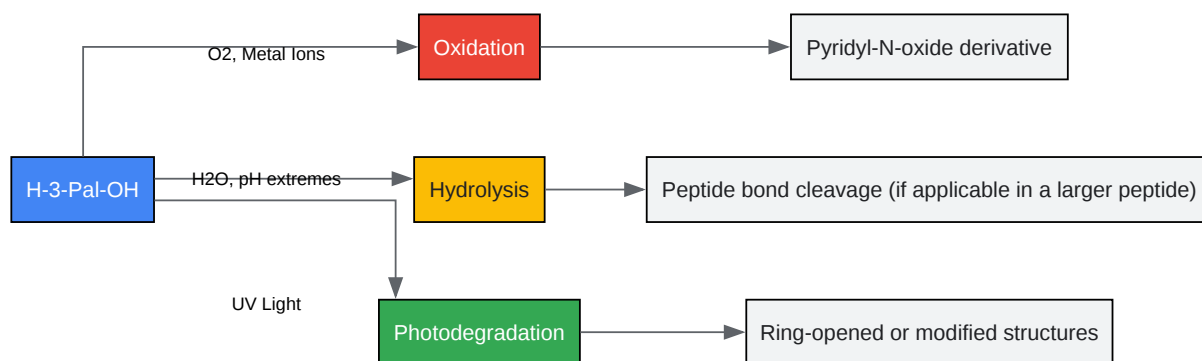 O2, Metal Ions
Oxidation
Pyridyl-N-oxide derivative
H-3-Pal-OH
H2O, pH extremes
Hydrolysis
Peptide bond cleavage (if applicable in a larger peptide)
UV Light
Photodegradation
Ring-opened or modified structures